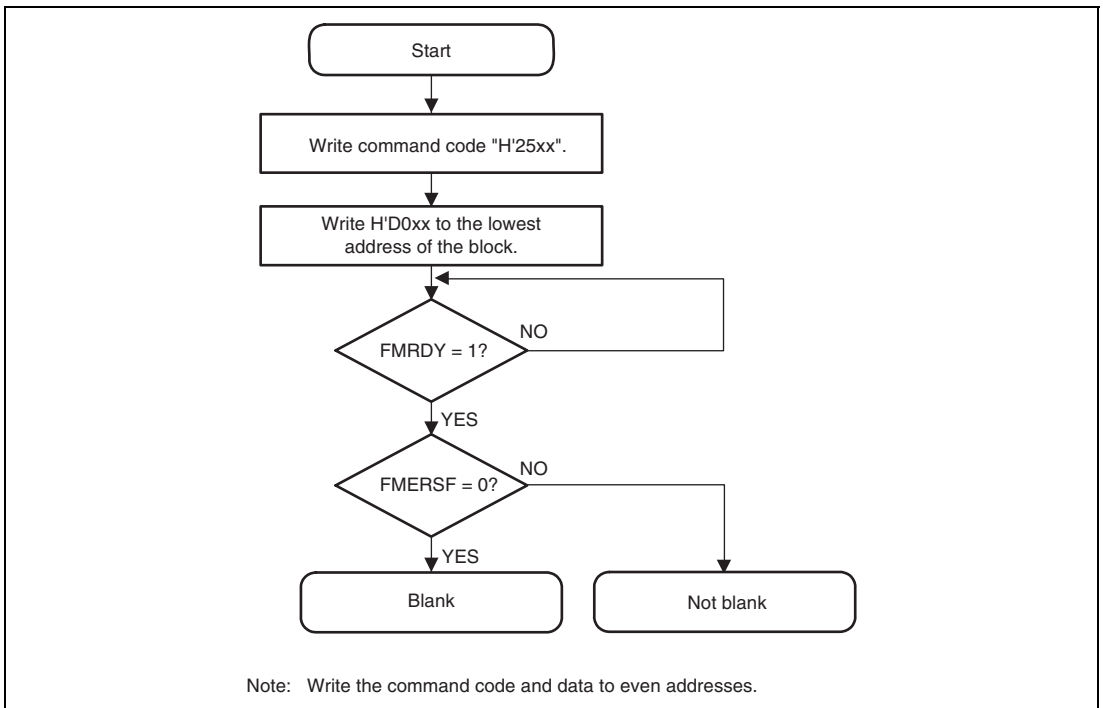 Start
Write command code "H'25xx".
Write H'D0xx to the lowest
address of the block.
FMRDY = 1?
NO
YES
FMERSF = 0?
NO
YES
Blank
Not blank
Note: Write the command code and data to even addresses.